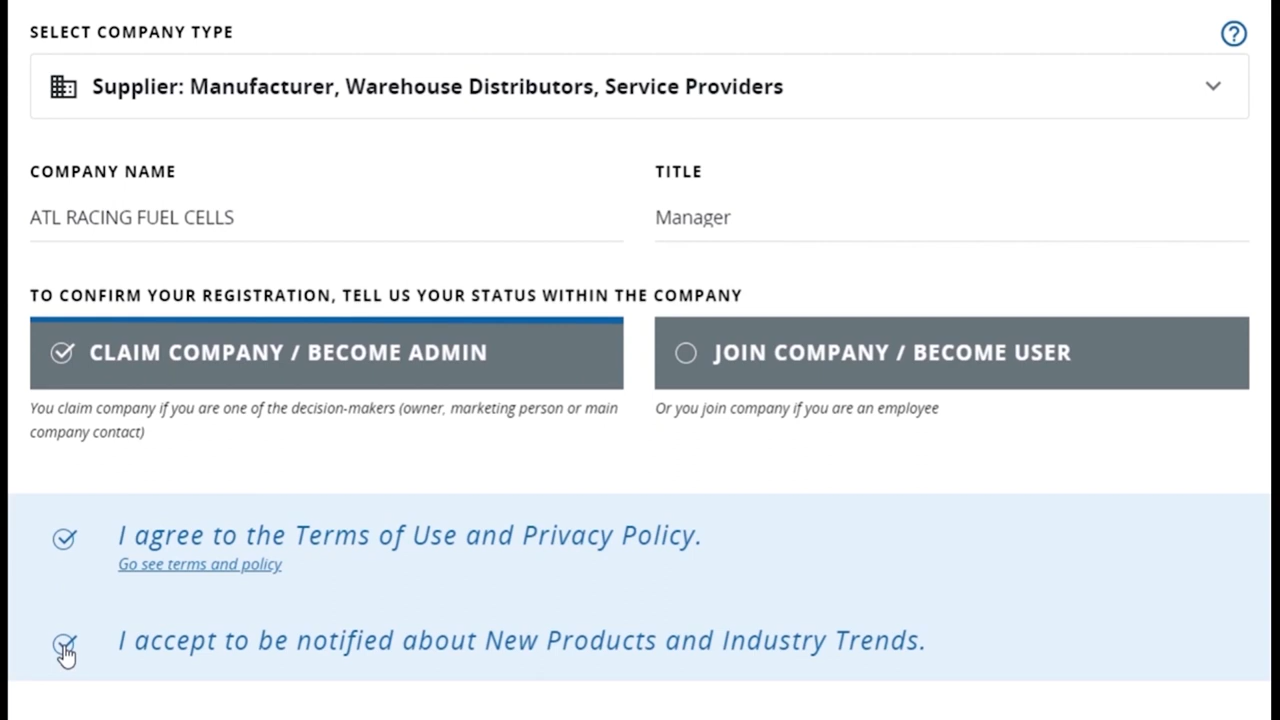 SELECT COMPANY TYPE
Supplier: Manufacturer, Warehouse Distributors, Service Providers
COMPANY NAME
TITLE
ATL RACING FUEL CELLS
Manager
TO CONFIRM YOUR REGISTRATION, TELL US YOUR STATUS WITHIN THE COMPANY
CLAIM COMPANY / BECOME ADMIN
JOIN COMPANY / BECOME USER
You claim company if you are one of the decision-makers (owner, marketing person or main
company contact)
Or you join company if you are an employee
I agree to the Terms of Use and Privacy Policy.
Go see terms and policy
I accept to be notified about New Products and Industry Trends.